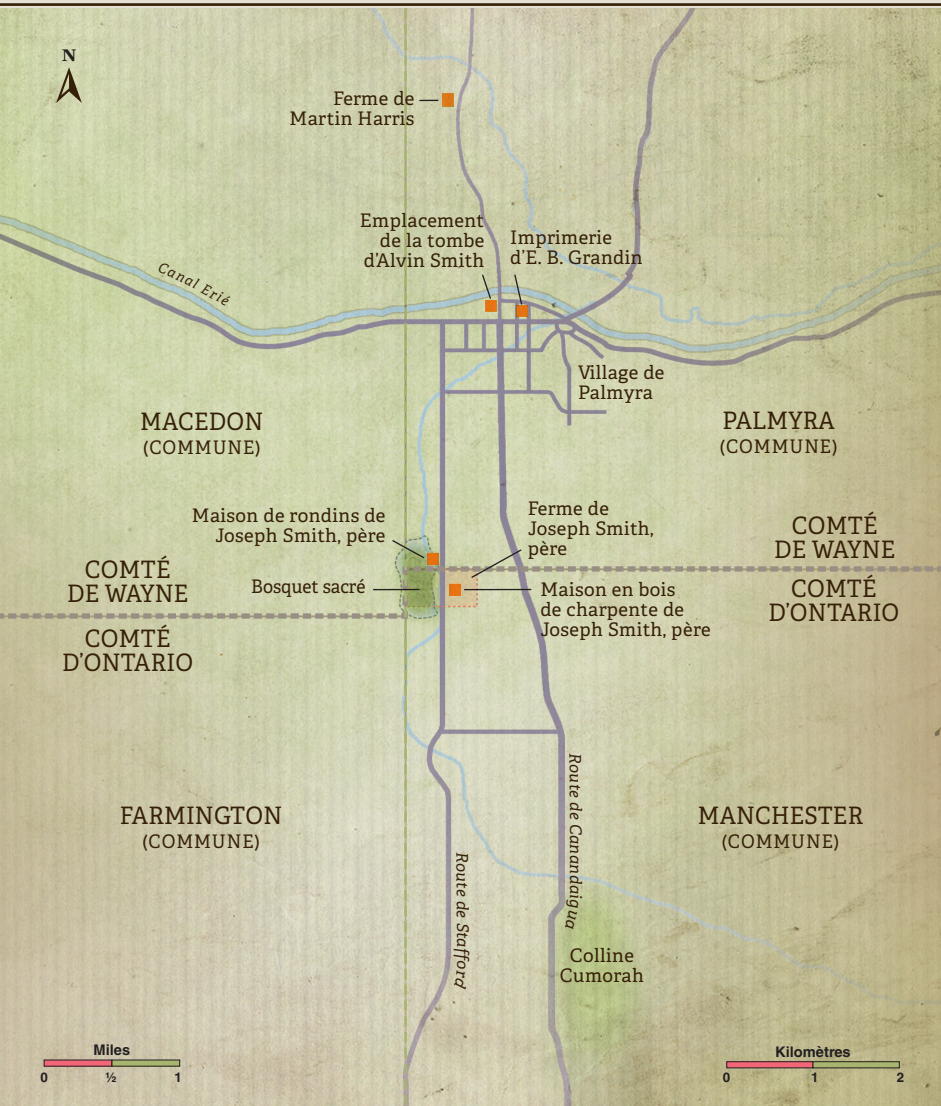 N
Ferme de
Martin Harris
Emplacement
de la tombe
d'Alvin Smith
Imprimerie
d'E. B. Grandin
Canal Erié
Village de
Palmyra
MACEDON
(COMMUNE)
PALMYRA
(COMMUNE)
Maison de rondins de
Joseph Smith, père
Ferme de
Joseph Smith,
père
COMTÉ
DE WAYNE
COMTÉ
DE WAYNE
Bosquet sacré
Maison en bois
de charpente de
Joseph Smith, père
COMTÉ
D'ONTARIO
COMTÉ
D'ONTARIO
FARMINGTON
(COMMUNE)
MANCHESTER
(COMMUNE)
Route de Canandaigua
Route de Stafford
Colline
Cumorah
Miles
0 ½ 1
Kilomètres
0 1 2